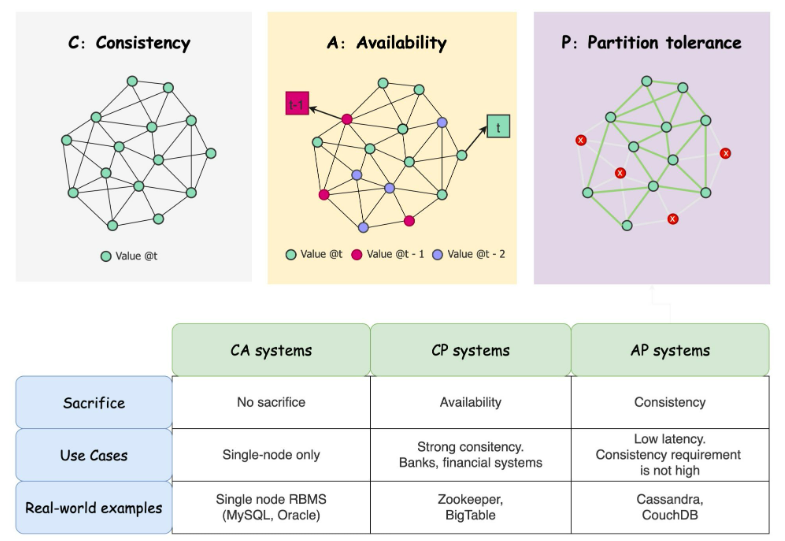 C: Consistency
A: Availability
P: Partition tolerance
t-1
t
x
x
x
x
Value @t
Value @t
Value @t - 1
Value @t - 2
CA systems
CP systems
AP systems
Sacrifice
No sacrifice
Availability
Consistency
Use Cases
Single-node only
Strong consitency.
Banks, financial systems
Low latency.
Consistency requirement
is not high
Real-world examples
Single node RBMS
(MySQL, Oracle)
Zookeeper,
BigTable
Cassandra,
CouchDB